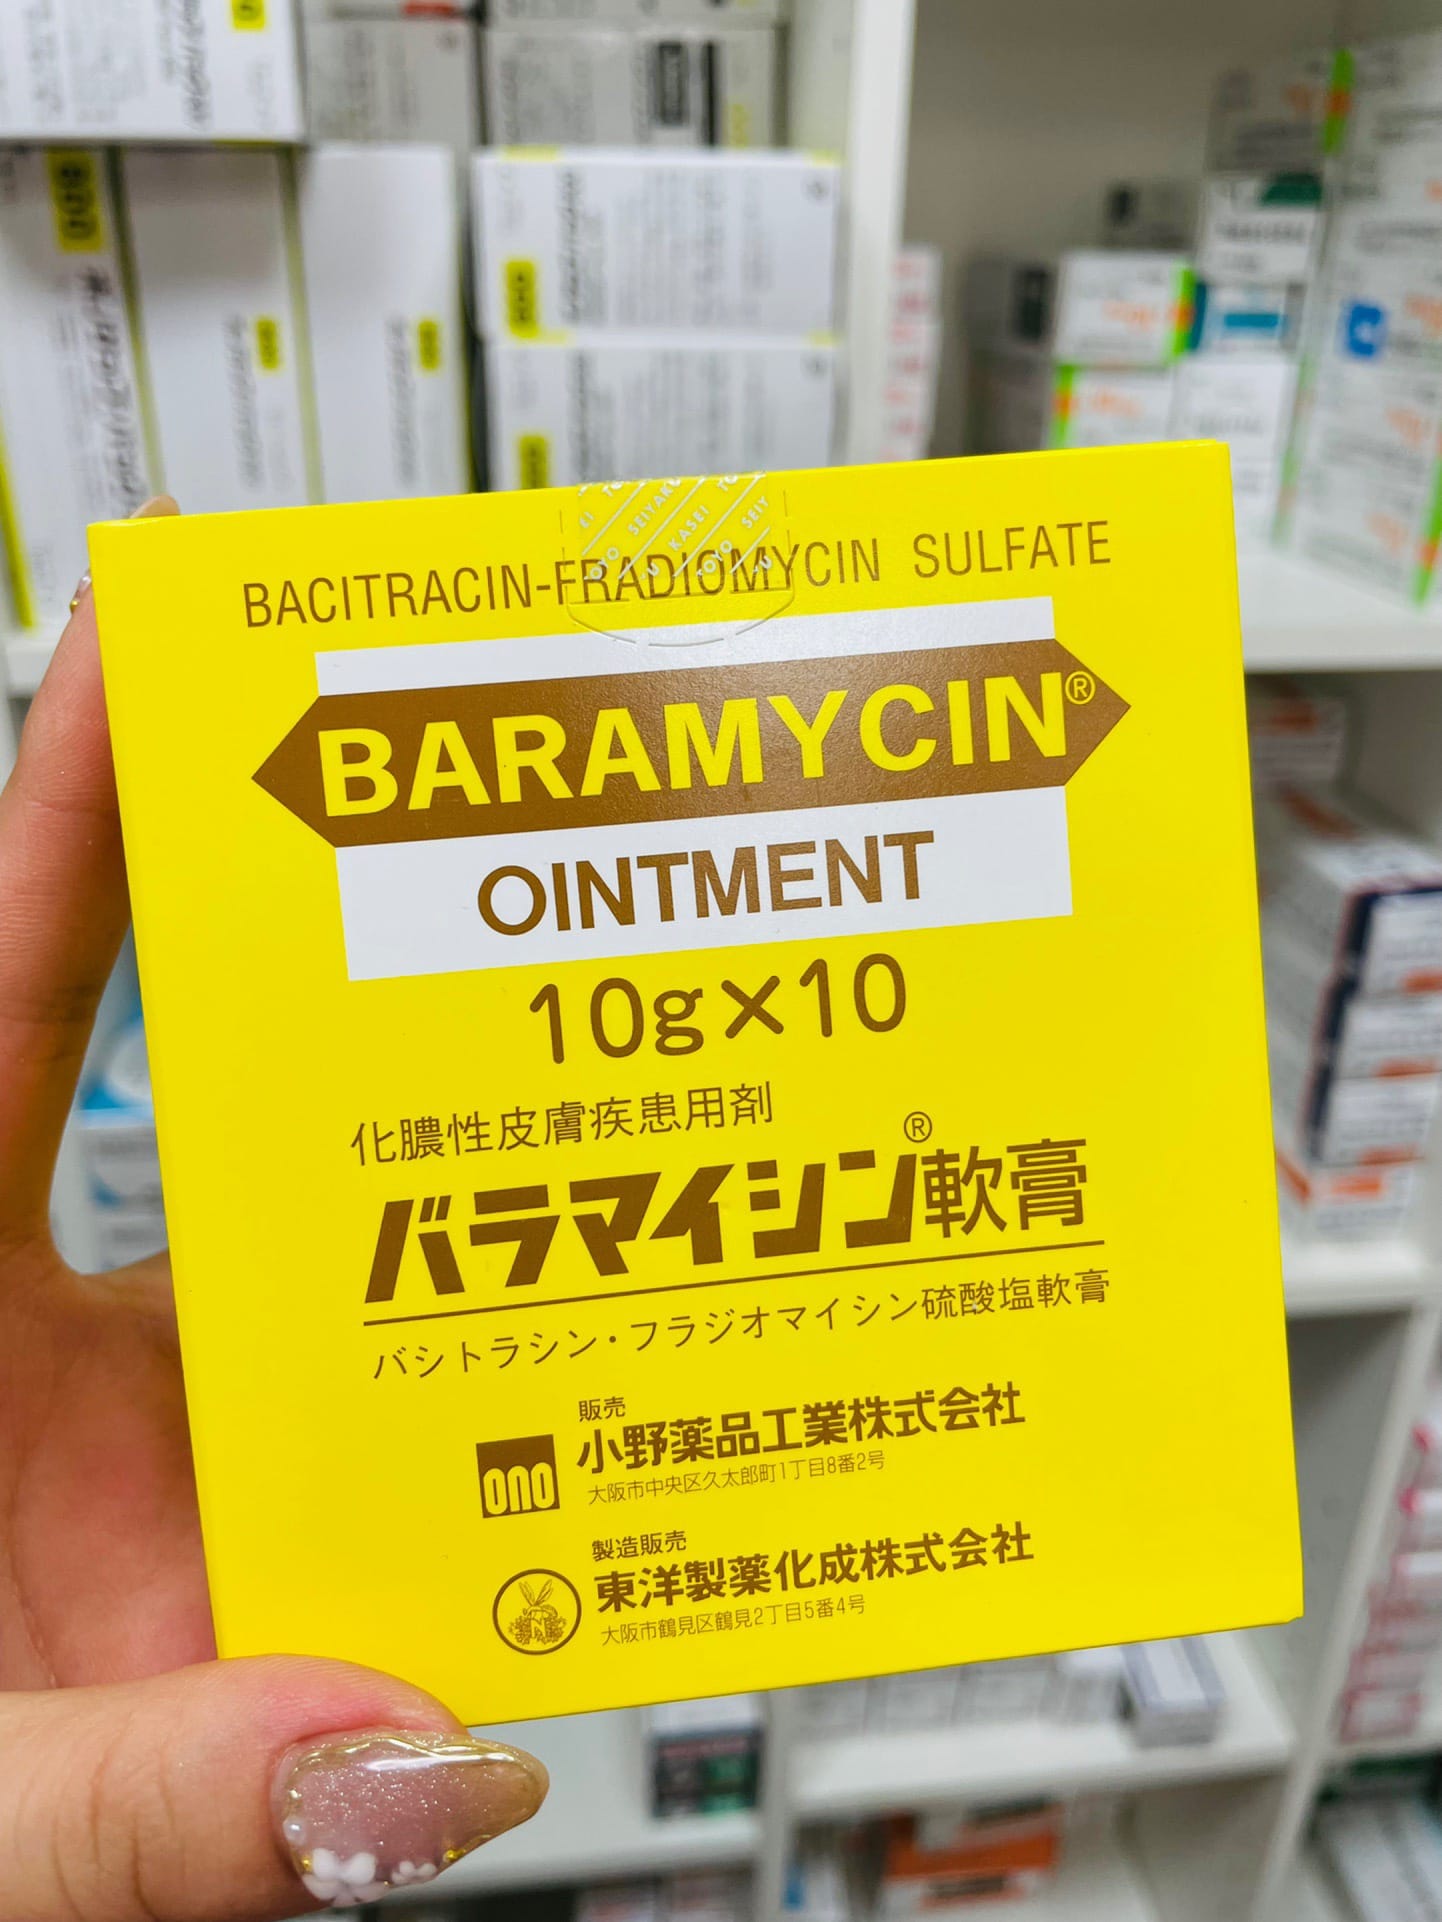 BACITRACIN-FRADIOMYCIN SULFATE
BARAMYCIN®
OINTMENT
10g×10
化膿性皮膚疾患用剤
バラマイシン®軟膏
バシトラシン・フラジオマイシン硫酸塩軟膏
販売
ono
小野薬品工業株式会社
大阪市中央区久太郎町1丁目8番2号
製造販売
東洋製薬化成株式会社
大阪市鶴見区鶴見2丁目5番4号